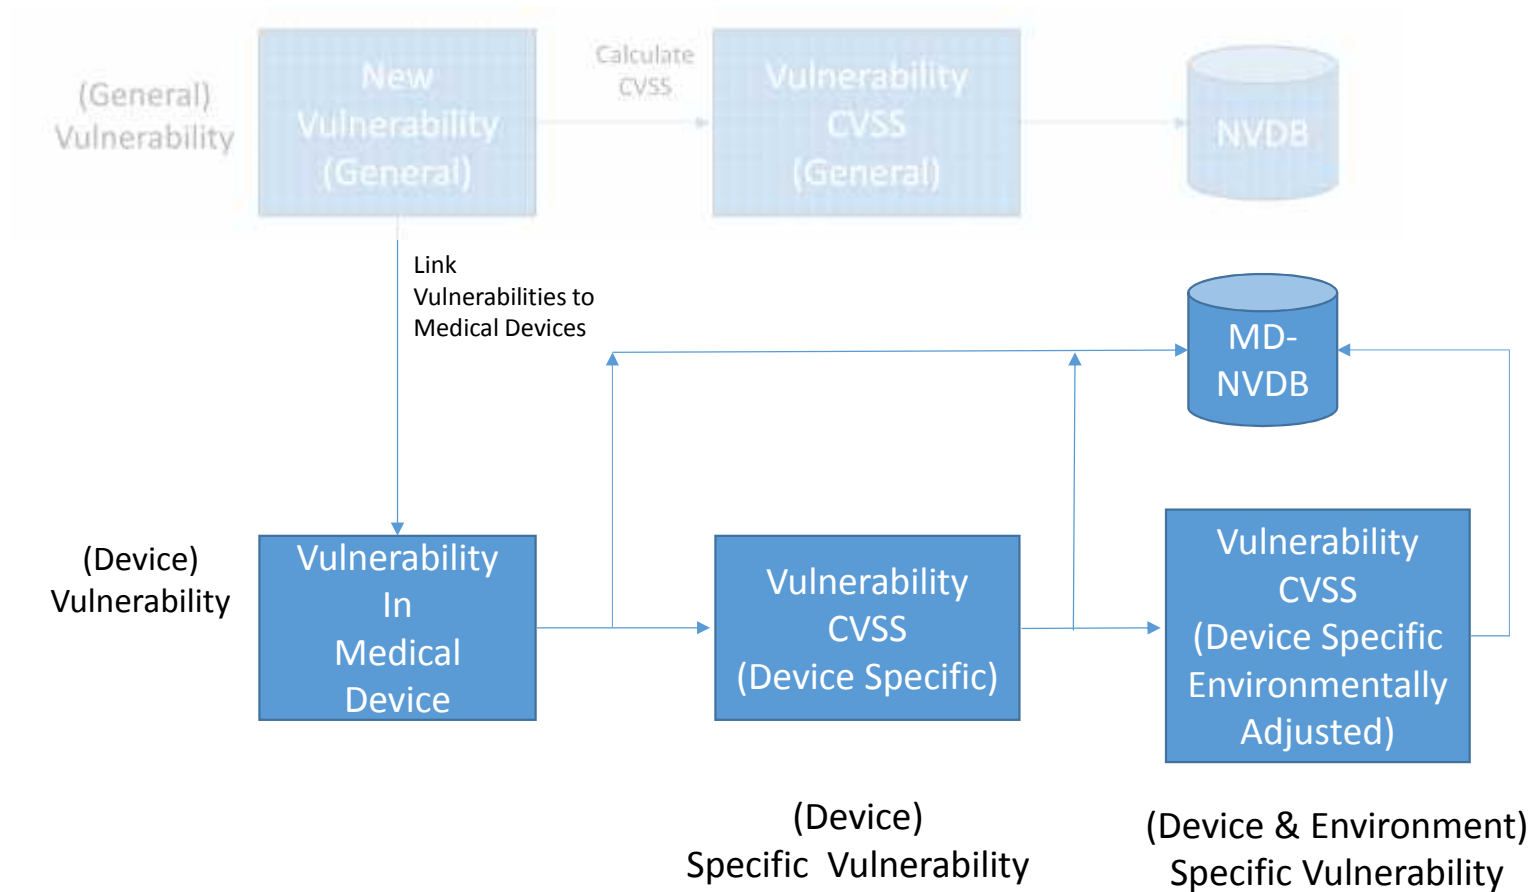 (General)
Vulnerability
New
Vulnerability
(General)
Calculate
CVSS
Vulnerability
CVSS
(General)
NVDB
Link
Vulnerabilities to
Medical Devices
MD-
NVDB
(Device)
Vulnerability
Vulnerability
In
Medical
Device
Vulnerability
CVSS
(Device Specific)
Vulnerability
CVSS
(Device Specific
Environmentally
Adjusted)
(Device)
Specific  Vulnerability
(Device & Environment)
Specific Vulnerability